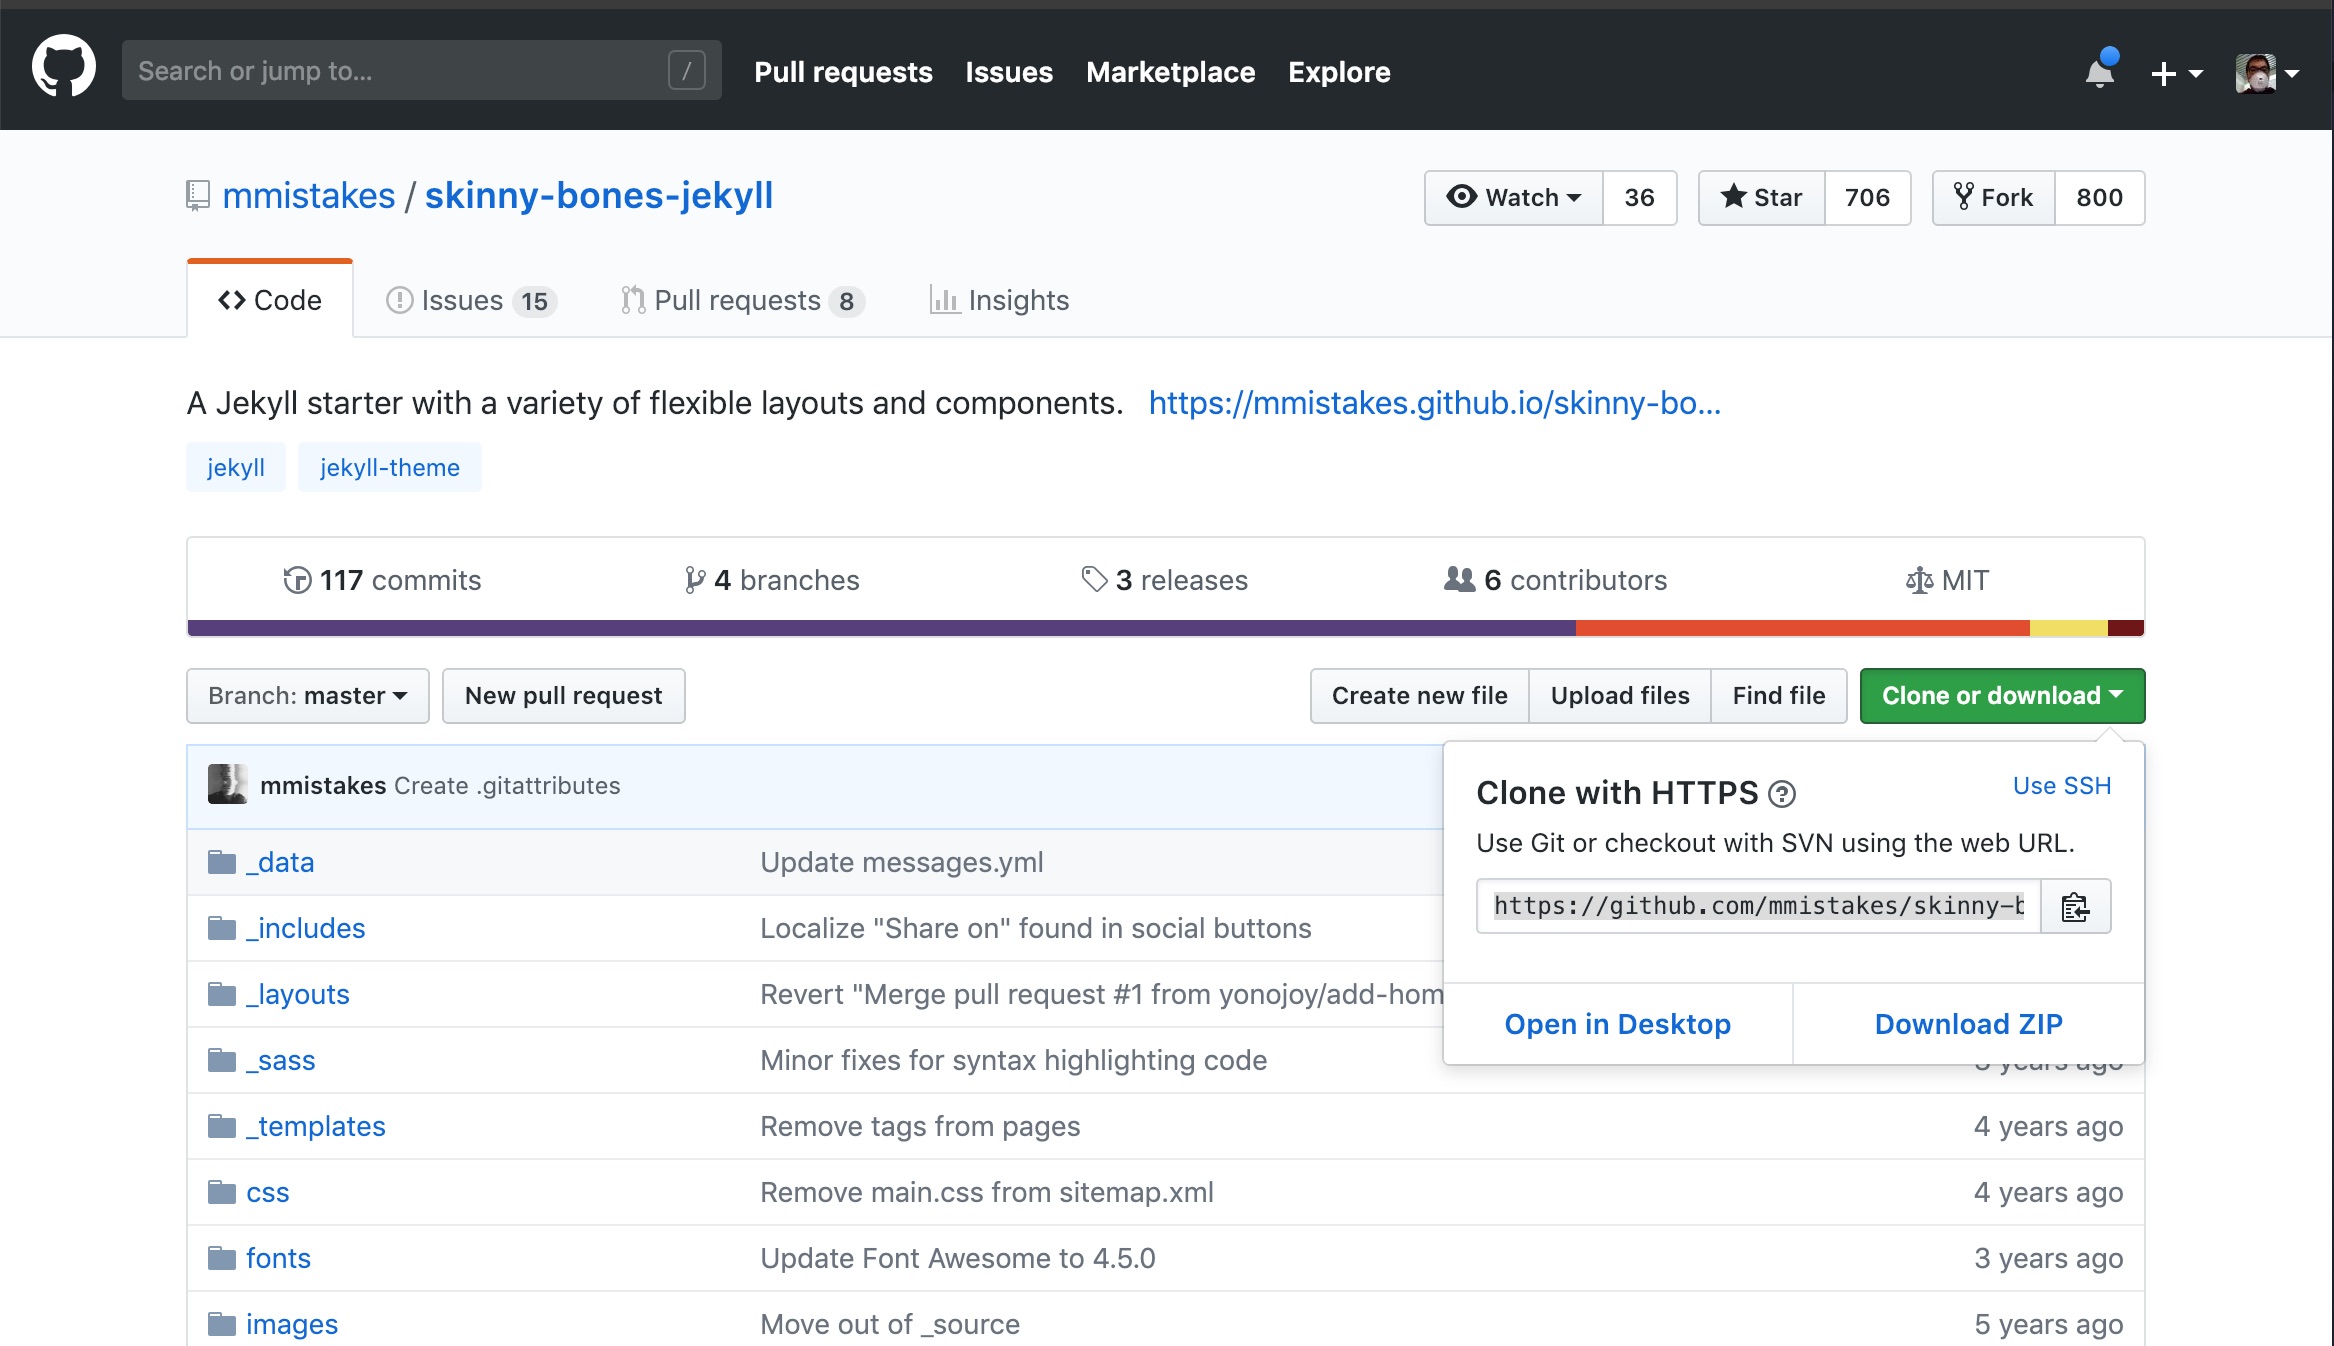 Search or jump to... /
Pull requests Issues Marketplace Explore
mmistakes / skinny-bones-jekyll
Watch 36 Star 706 Fork 800
Code Issues 15 Pull requests 8 Insights
A Jekyll starter with a variety of flexible layouts and components. https://mmistakes.github.io/skinny-bo...
jekyll jekyll-theme
117 commits 4 branches 3 releases 6 contributors MIT
Branch: master New pull request Create new file Upload files Find file Clone or download
mmistakes Create .gitattributes
Clone with HTTPS Use SSH
Use Git or checkout with SVN using the web URL.
https://github.com/mmistakes/skinny-b
Open in Desktop Download ZIP
_data Update messages.yml
_includes Localize "Share on" found in social buttons
_layouts Revert "Merge pull request #1 from yonojoy/add-hom
_sass Minor fixes for syntax highlighting code years ago
_templates Remove tags from pages 4 years ago
css Remove main.css from sitemap.xml 4 years ago
fonts Update Font Awesome to 4.5.0 3 years ago
images Move out of _source 5 years ago